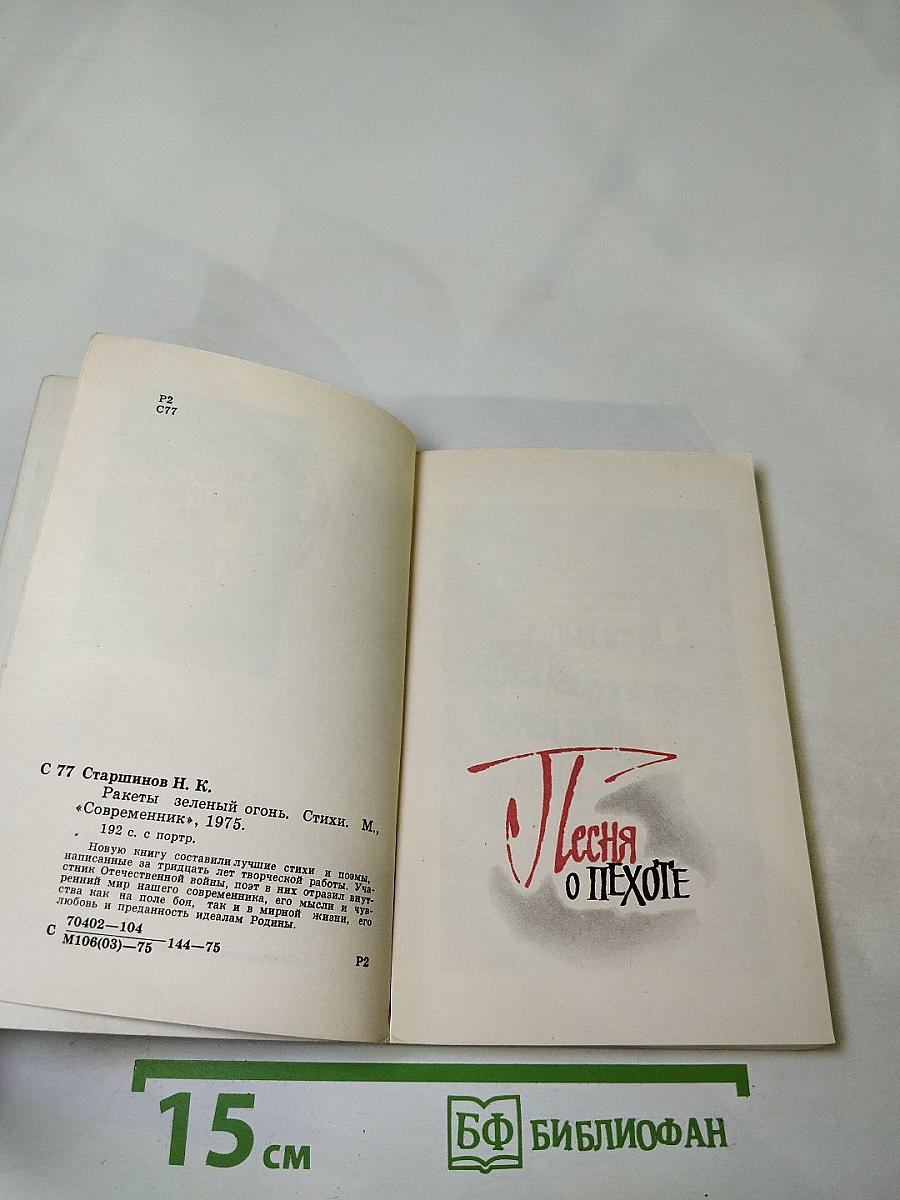 Р2
С77
С 77 Старшинов Н. К.
Ракеты зеленый огонь. Стихи. М.,
«Современник», 1975.
192 с. с портр.
Новую книгу составили лучшие стихи и поэмы,
написанные за тридцать лет творческой работы. Уча-
стник Отечественной войны, поэт в них отразил внут-
ренний мир нашего современника, его мысли и чув-
ства как на поле боя, так и в мирной жизни, его
любовь и преданность идеалам Родины.
С 70402—104
М106(03)—75 144—75
Р2
Песня
о ПЕХОТЕ
15 см
БФ БИБЛИОФАН